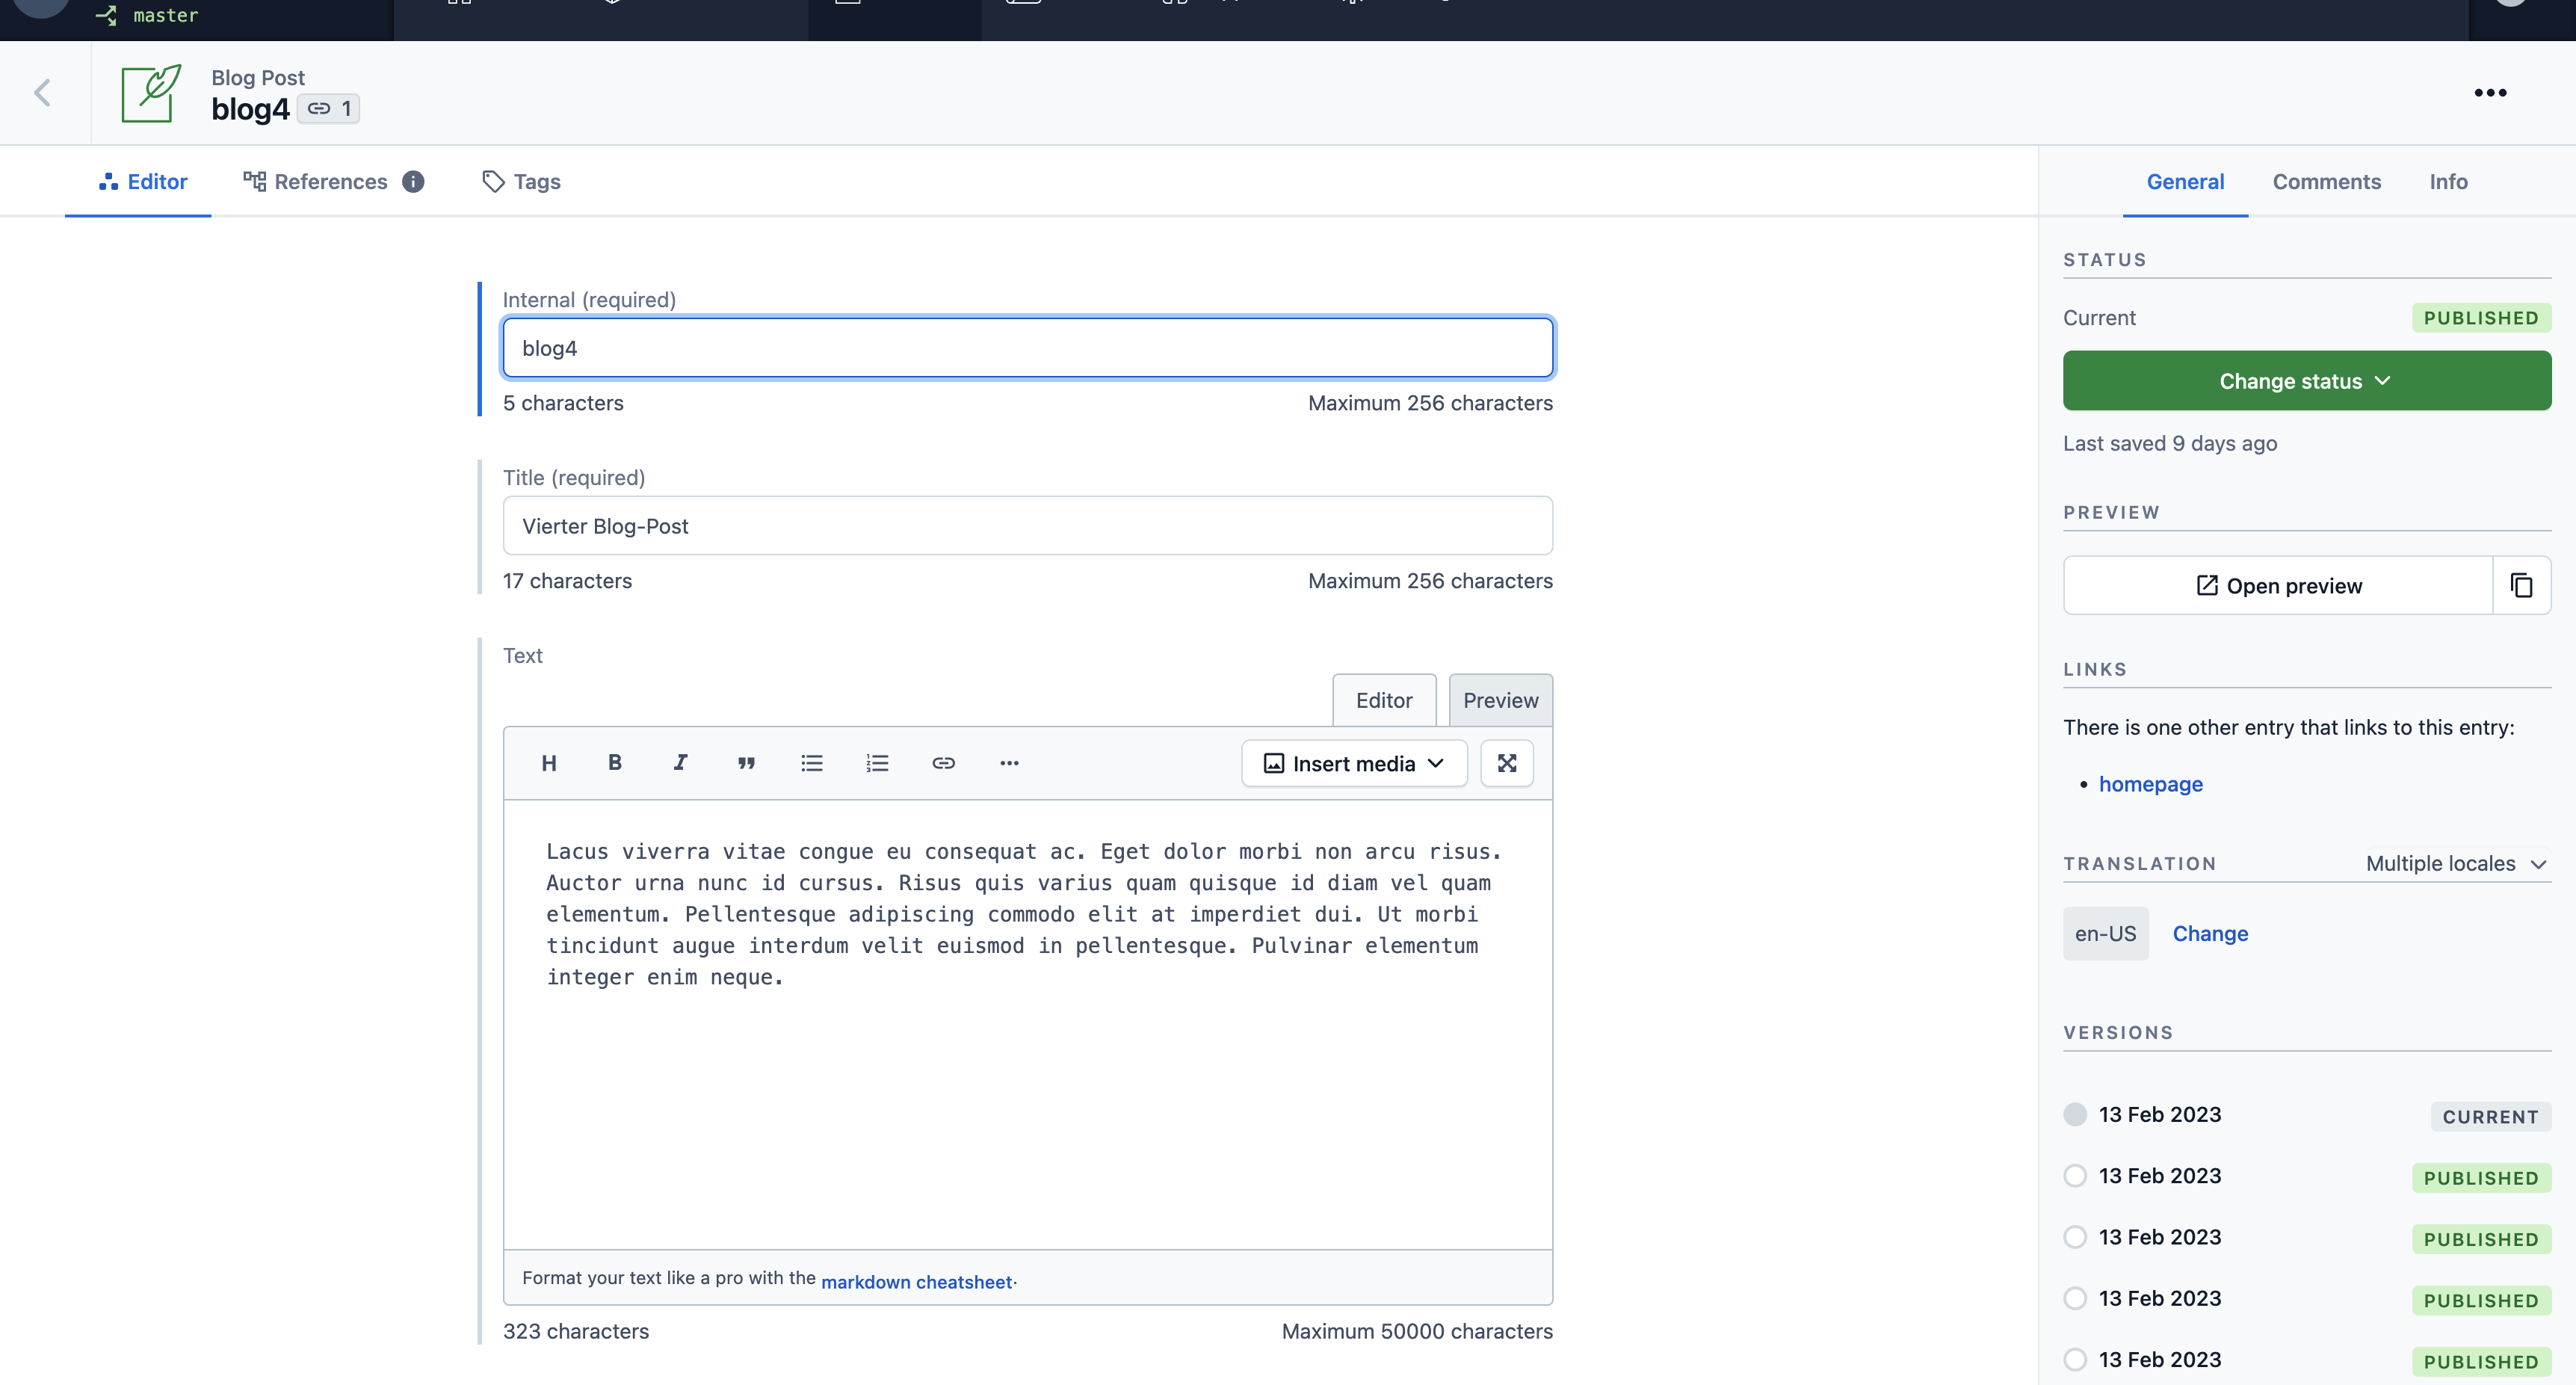 master
Blog Post
blog4 1
Editor
References
Tags
General
Comments
Info
Internal (required)
blog4
5 characters
Maximum 256 characters
Title (required)
Vierter Blog-Post
17 characters
Maximum 256 characters
Text
Editor
Preview
H B I
Insert media
Lacus viverra vitae congue eu consequat ac. Eget dolor morbi non arcu risus.
Auctor urna nunc id cursus. Risus quis varius quam quisque id diam vel quam
elementum. Pellentesque adipiscing commodo elit at imperdiet dui. Ut morbi
tincidunt augue interdum velit euismod in pellentesque. Pulvinar elementum
integer enim neque.
Format your text like a pro with the markdown cheatsheet.
323 characters
Maximum 50000 characters
STATUS
Current
PUBLISHED
Change status
Last saved 9 days ago
PREVIEW
Open preview
LINKS
There is one other entry that links to this entry:
• homepage
TRANSLATION
Multiple locales
en-US
Change
VERSIONS
13 Feb 2023 CURRENT
13 Feb 2023 PUBLISHED
13 Feb 2023 PUBLISHED
13 Feb 2023 PUBLISHED
13 Feb 2023 PUBLISHED